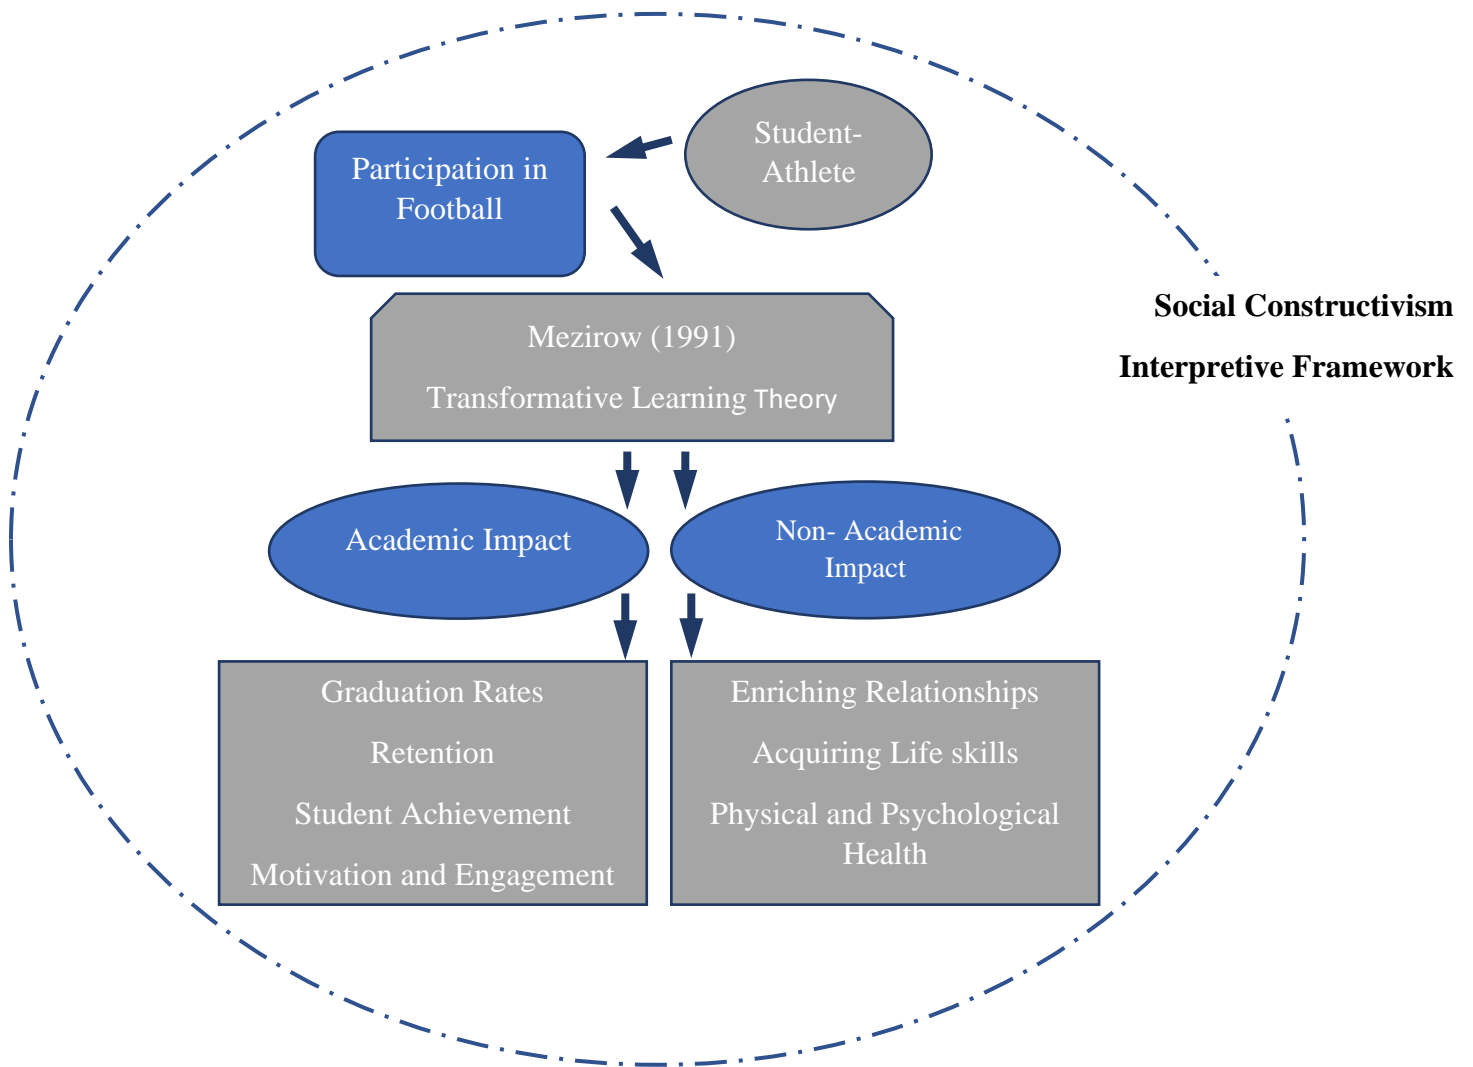 Student-
Athlete
Participation in
Football
Social Constructivism
Interpretive Framework
Mezirow (1991)
Transformative Learning Theory
Academic Impact
Non- Academic
Impact
Graduation Rates
Retention
Student Achievement
Motivation and Engagement
Enriching Relationships
Acquiring Life skills
Physical and Psychological
Health